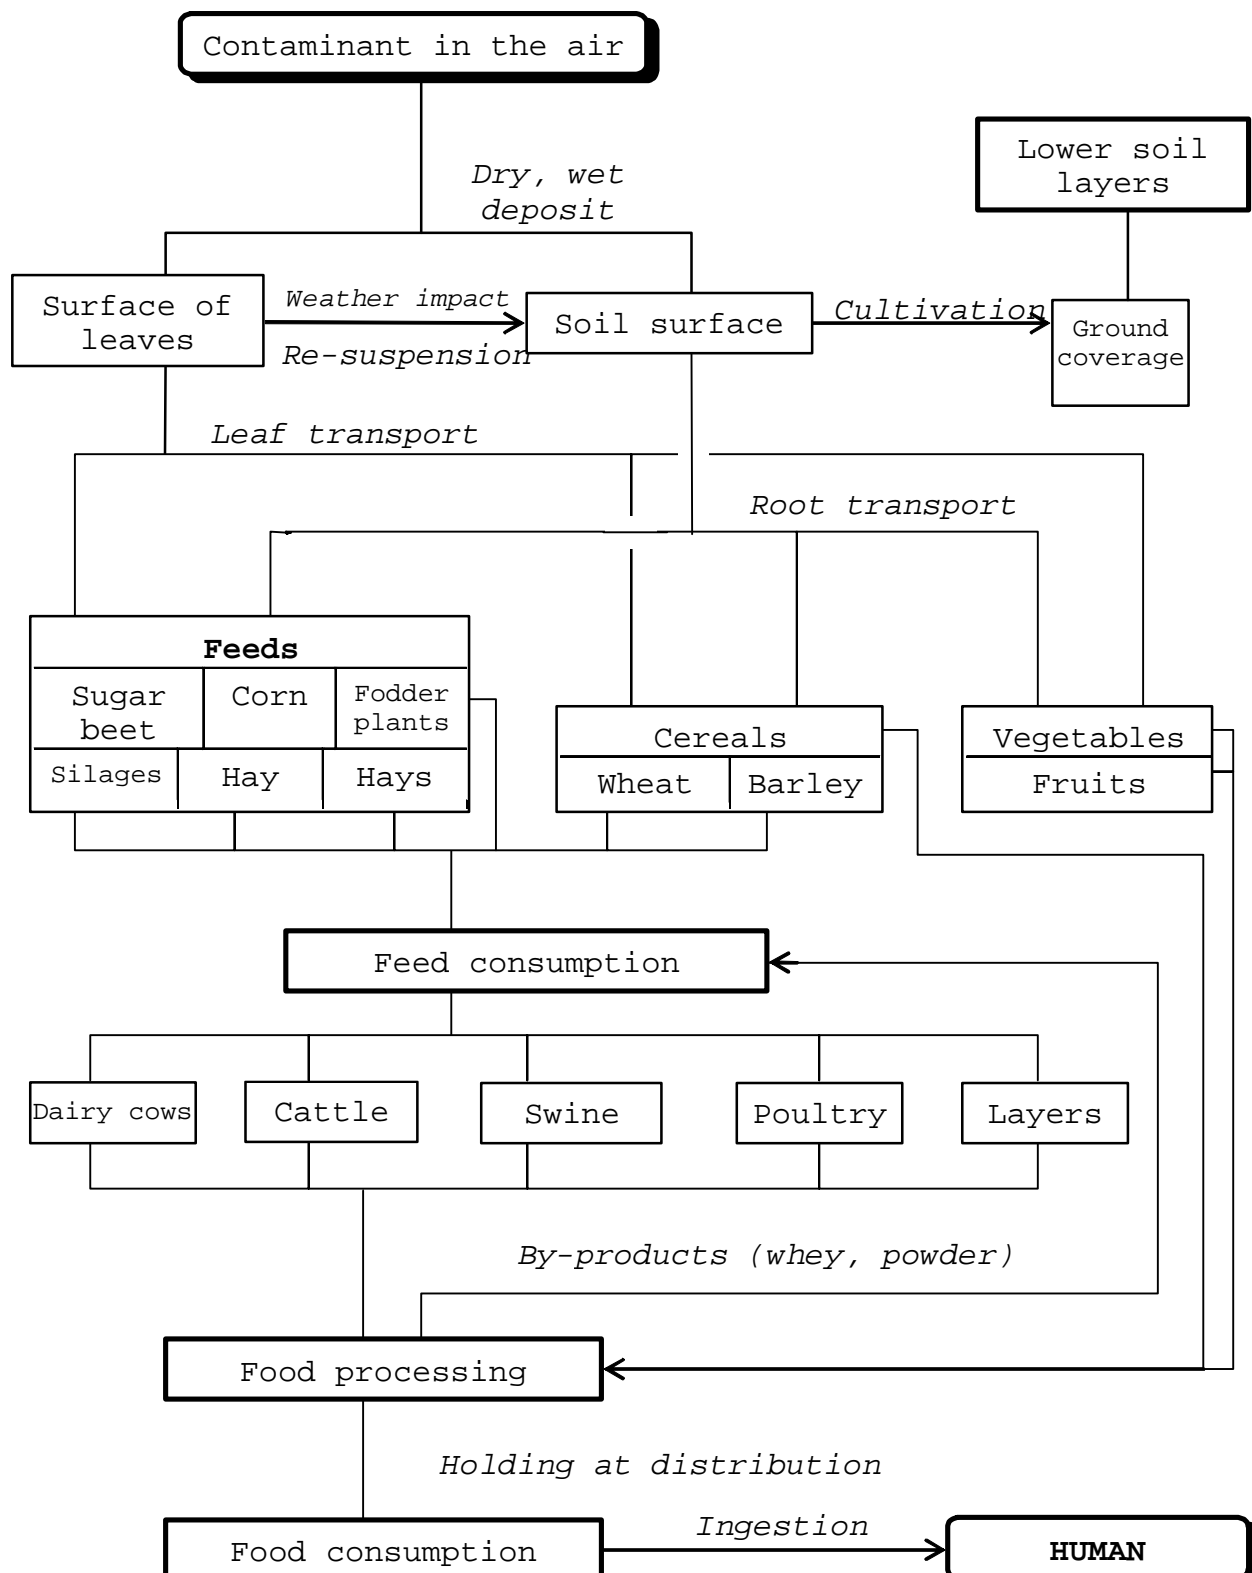 Contaminant in the air
Lower soil
layers
Dry, wet
deposit
Surface of
leaves
Weather impact
Re-suspension
Soil surface
Cultivation
Ground
coverage
Leaf transport
Root transport
Feeds
Sugar
beet
Corn
Fodder
plants
Silages
Hay
Hays
Cereals
Wheat
Barley
Vegetables
Fruits
Feed consumption
Dairy cows
Cattle
Swine
Poultry
Layers
By-products (whey, powder)
Food processing
Holding at distribution
Food consumption
Ingestion
HUMAN